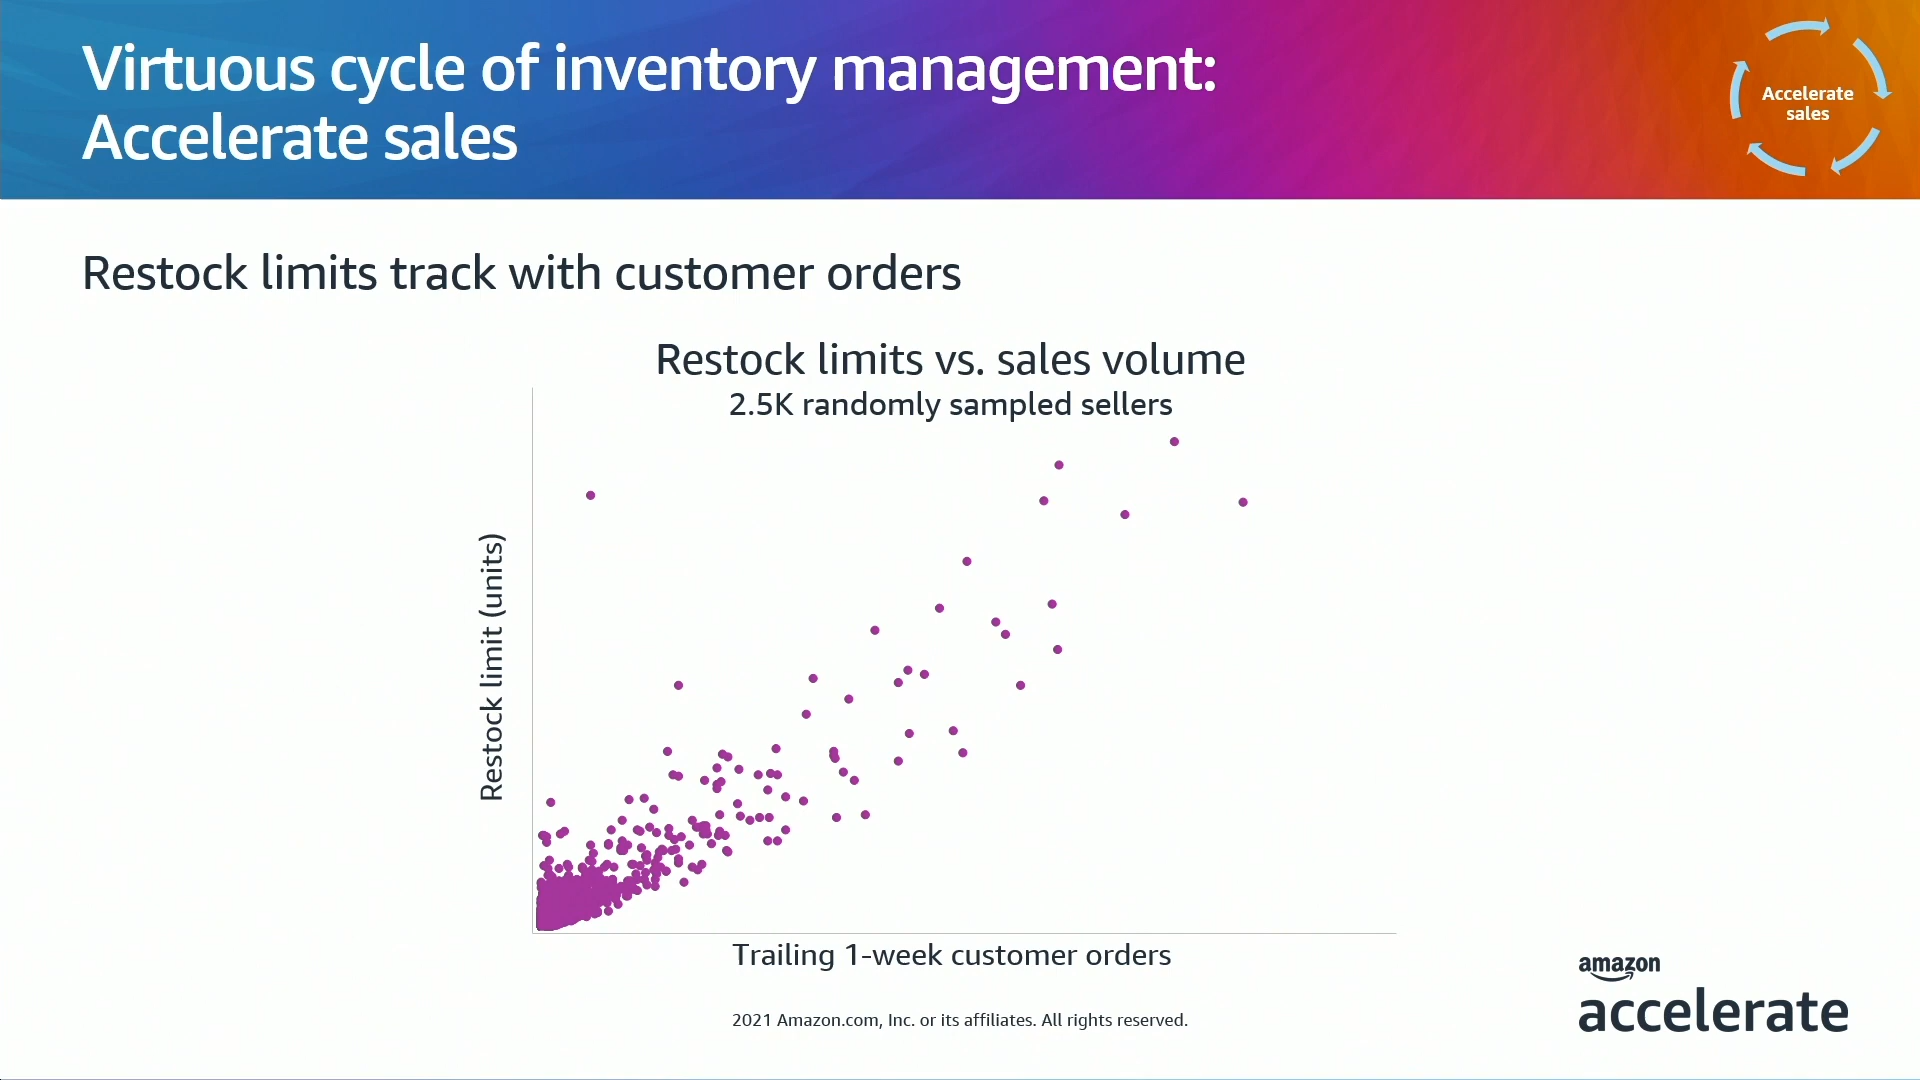 Virtuous cycle of inventory management:
Accelerate sales
Accelerate
sales
Restock limits track with customer orders
Restock limits vs. sales volume
2.5K randomly sampled sellers
Restock limit (units)
Trailing 1-week customer orders
amazon
accelerate
2021 Amazon.com, Inc. or its affiliates. All rights reserved.